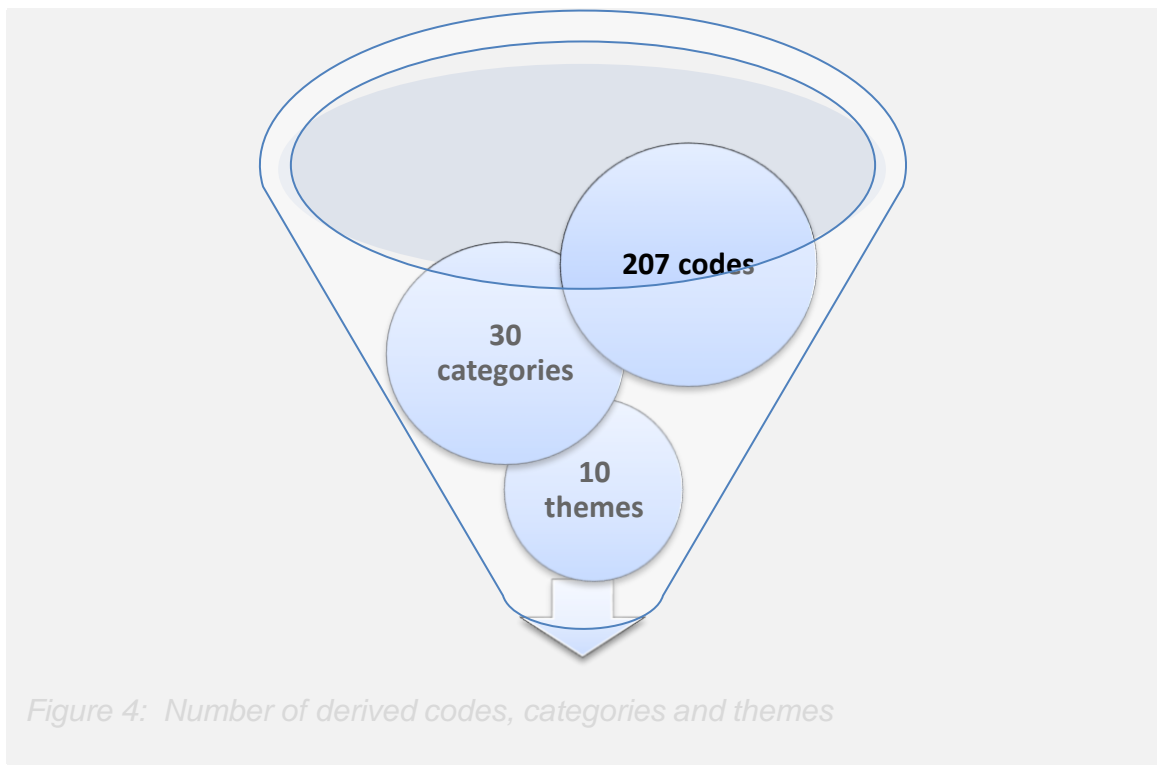 207 codes
30
categories
10
themes
Figure 4:  Number of derived codes, categories and themes